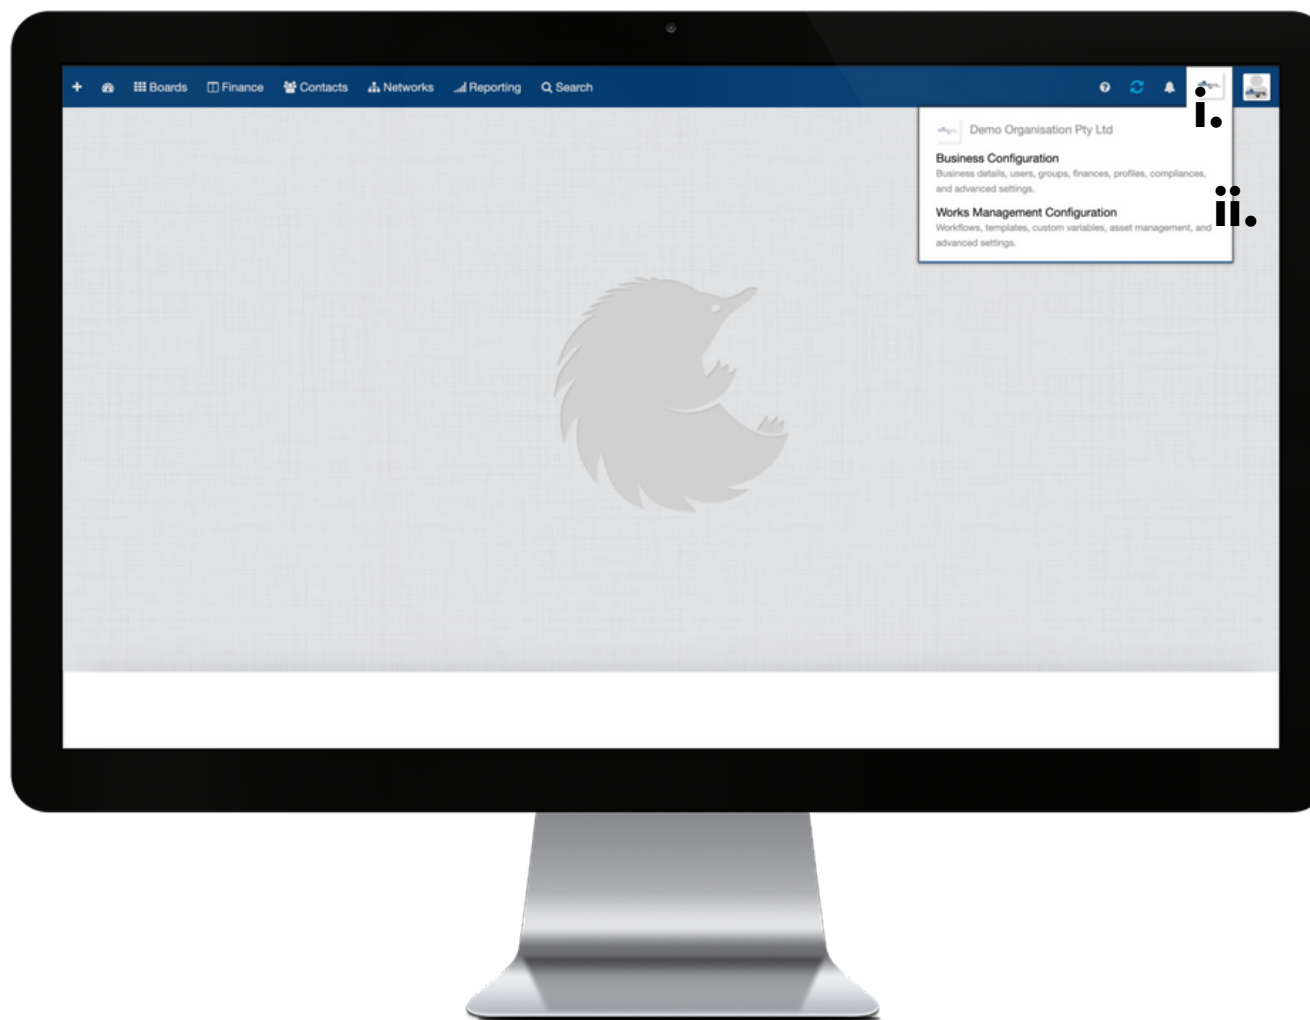 Boards Finance Contacts Networks Reporting Search
i.
Demo Organisation Pty Ltd
Business Configuration
Business details, users, groups, finances, profiles, compliances,
and advanced settings.
ii.
Works Management Configuration
Workflows, templates, custom variables, asset management, and
advanced settings.